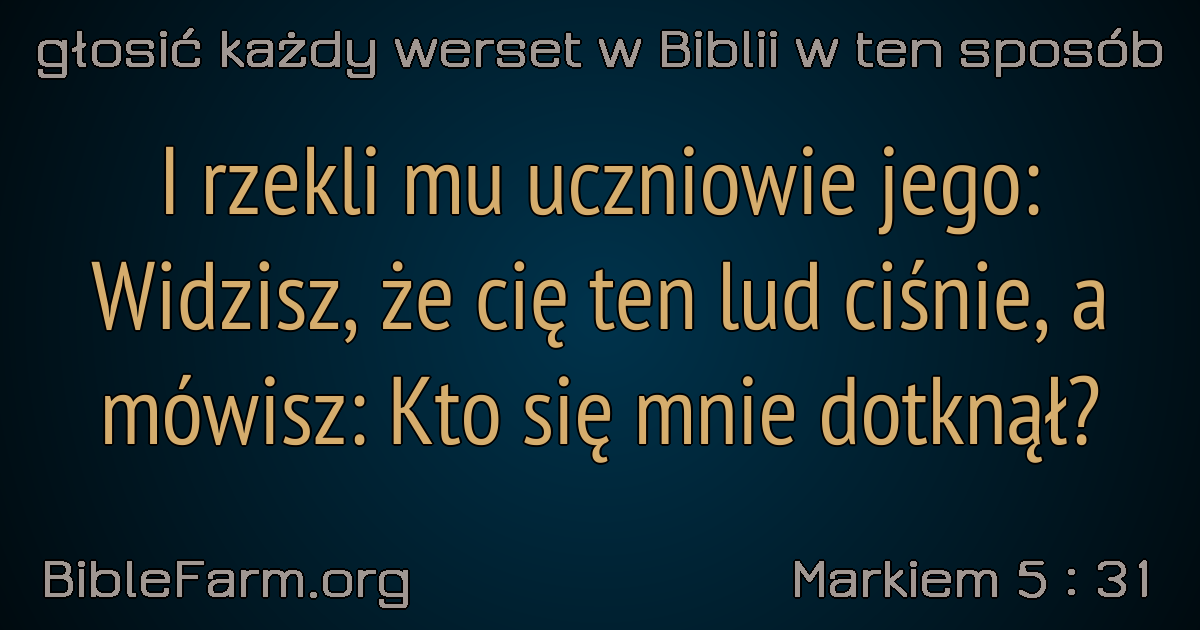 głosić każdy werset w Biblii w ten sposób
I rzekli mu uczniowie jego:
Widzisz, że cię ten lud ciśnie, a
mówisz: Kto się mnie dotknął?
BibleFarm.org
Markiem 5 : 31